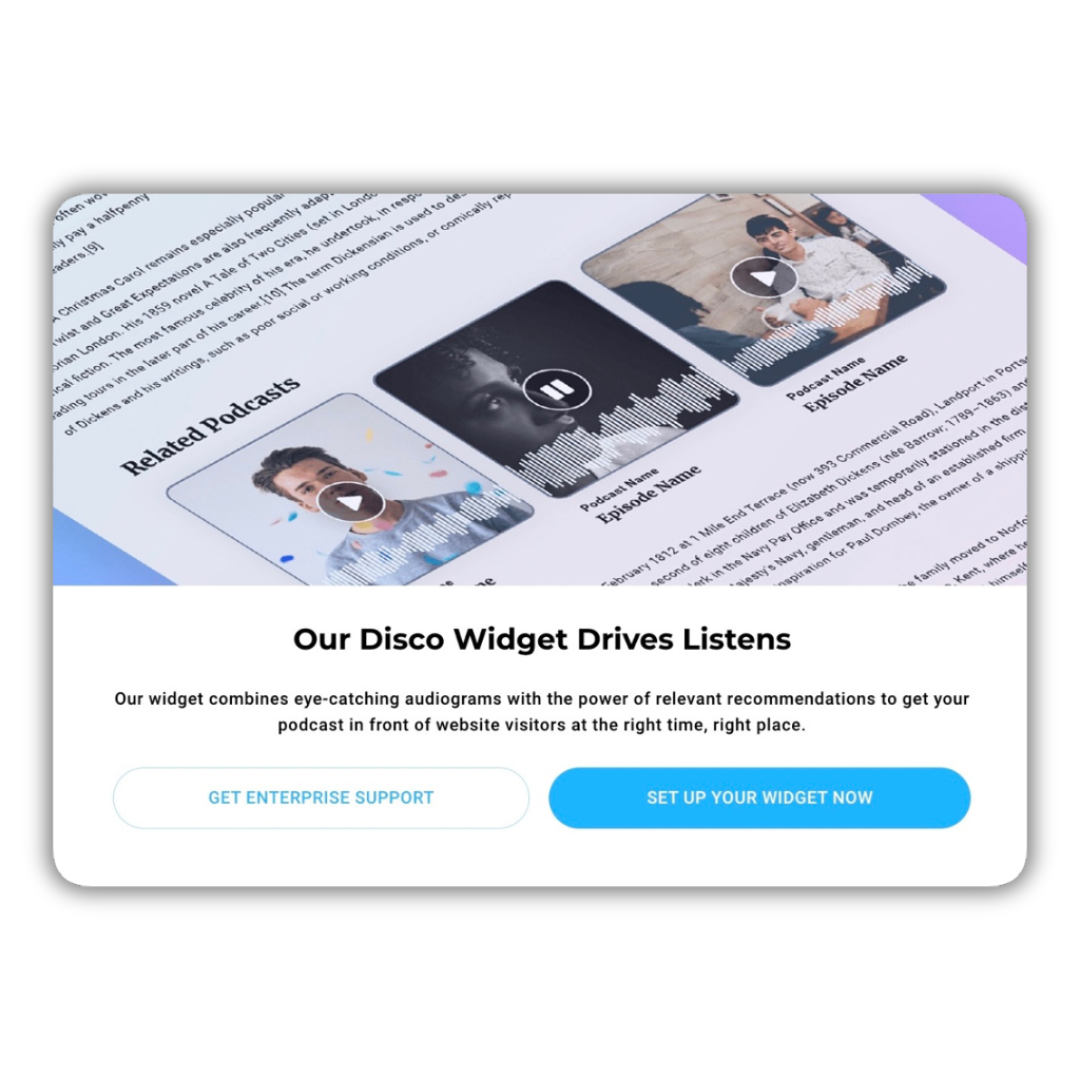 often wo
ly pay a halfpenny
eaders.[9]
A Christmas Carol remains especially popular
wist and Great Expectations are also frequently adap
rian London. His 1859 novel A Tale of Two Cities (set in Londo
ical fiction. The most famous celebrity of his era, he undertook, in respo
ading tours in the later part of his career.[10] The term Dickensian is used to de
of Dickens and his writings, such as poor social or working conditions, or comically rep
Related Podcasts
Podcast Name
Episode Name
Podcast Name
Episode Name
February 1812 at 1 Mile End Terrace (now 393 Commercial Road), Landport in Portse
second of eight children of Elizabeth Dickens (née Barrow; 1789–1863) and
lerk in the Navy Pay Office and was temporarily stationed in the dis
ajesty's Navy, gentleman, and head of an established firm
nspiration for Paul Dombey, the owner of a shippi
he family moved to Norfo
Kent, where he
himself
Our Disco Widget Drives Listens
Our widget combines eye-catching audiograms with the power of relevant recommendations to get your
podcast in front of website visitors at the right time, right place.
GET ENTERPRISE SUPPORT
SET UP YOUR WIDGET NOW